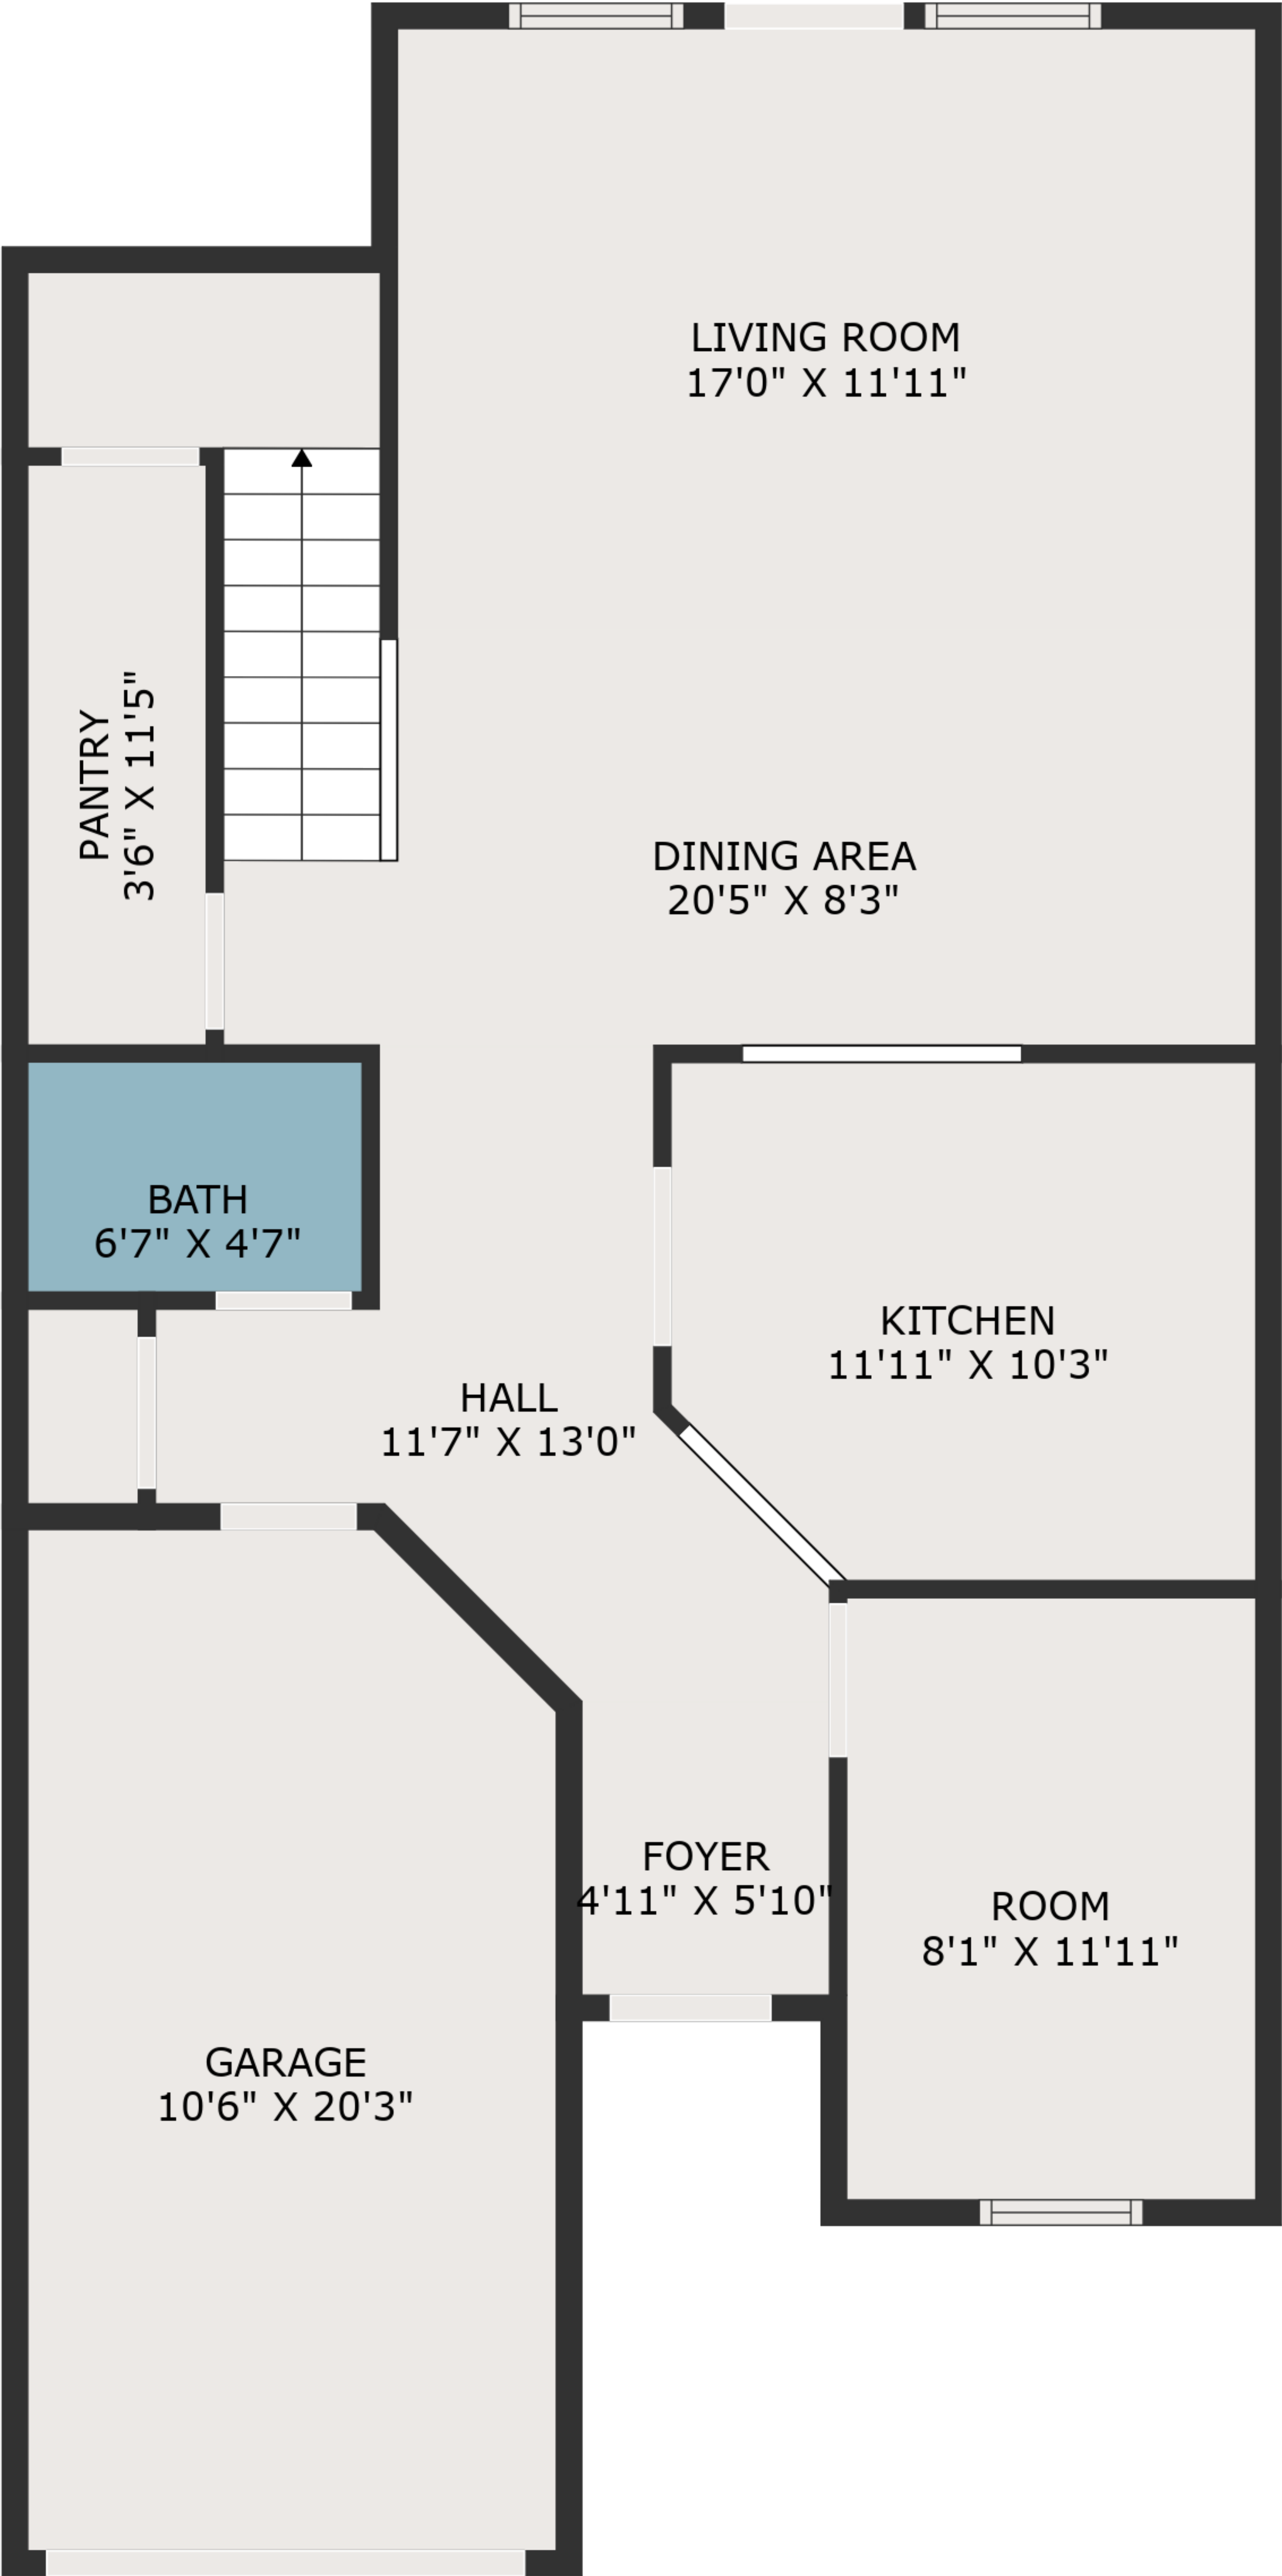 LIVING ROOM
17'0" X 11'11"
PANTRY
3'6" X 11'5"
DINING AREA
20'5" X 8'3"
BATH
6'7" X 4'7"
KITCHEN
11'11" X 10'3"
HALL
11'7" X 13'0"
FOYER
4'11" X 5'10"
ROOM
8'1" X 11'11"
GARAGE
10'6" X 20'3"